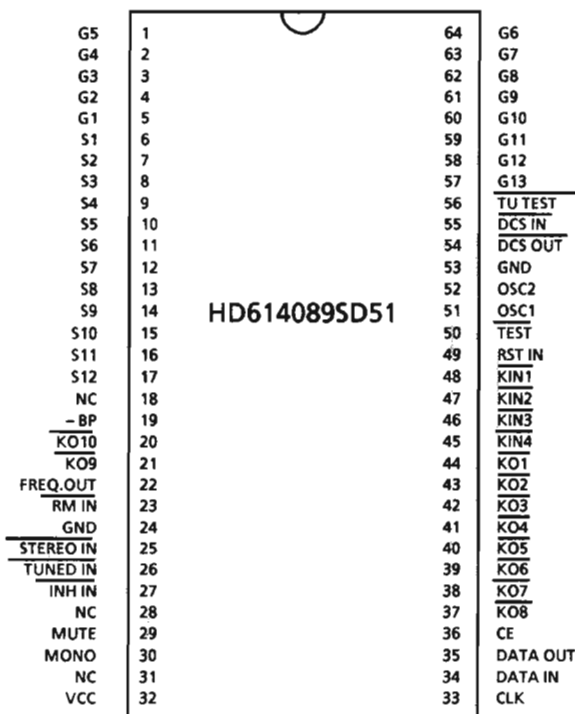 G5 1 64 G6
G4 2 63 G7
G3 3 62 G8
G2 4 61 G9
G1 5 60 G10
S1 6 59 G11
S2 7 58 G12
S3 8 57 G13
S4 9 56 TU TEST
S5 10 55 DCS IN
S6 11 54 DCS OUT
S7 12 53 GND
S8 13 52 OSC2
S9 14 HD614089SD51 51 OSC1
S10 15 50 TEST
S11 16 49 RST IN
S12 17 48 KIN1
NC 18 47 KIN2
– BP 19 46 KIN3
KO10 20 45 KIN4
KO9 21 44 KO1
FREQ.OUT 22 43 KO2
RM IN 23 42 KO3
GND 24 41 KO4
STEREO IN 25 40 KO5
TUNED IN 26 39 KO6
INH IN 27 38 KO7
NC 28 37 KO8
MUTE 29 36 CE
MONO 30 35 DATA OUT
NC 31 34 DATA IN
VCC 32 33 CLK